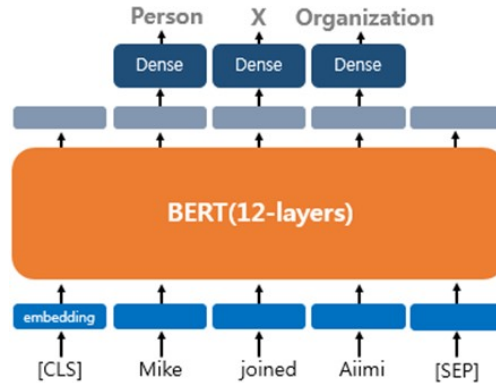 Person X Organization
Dense Dense Dense
BERT(12-layers)
embedding
[CLS] Mike joined Aiimi [SEP]